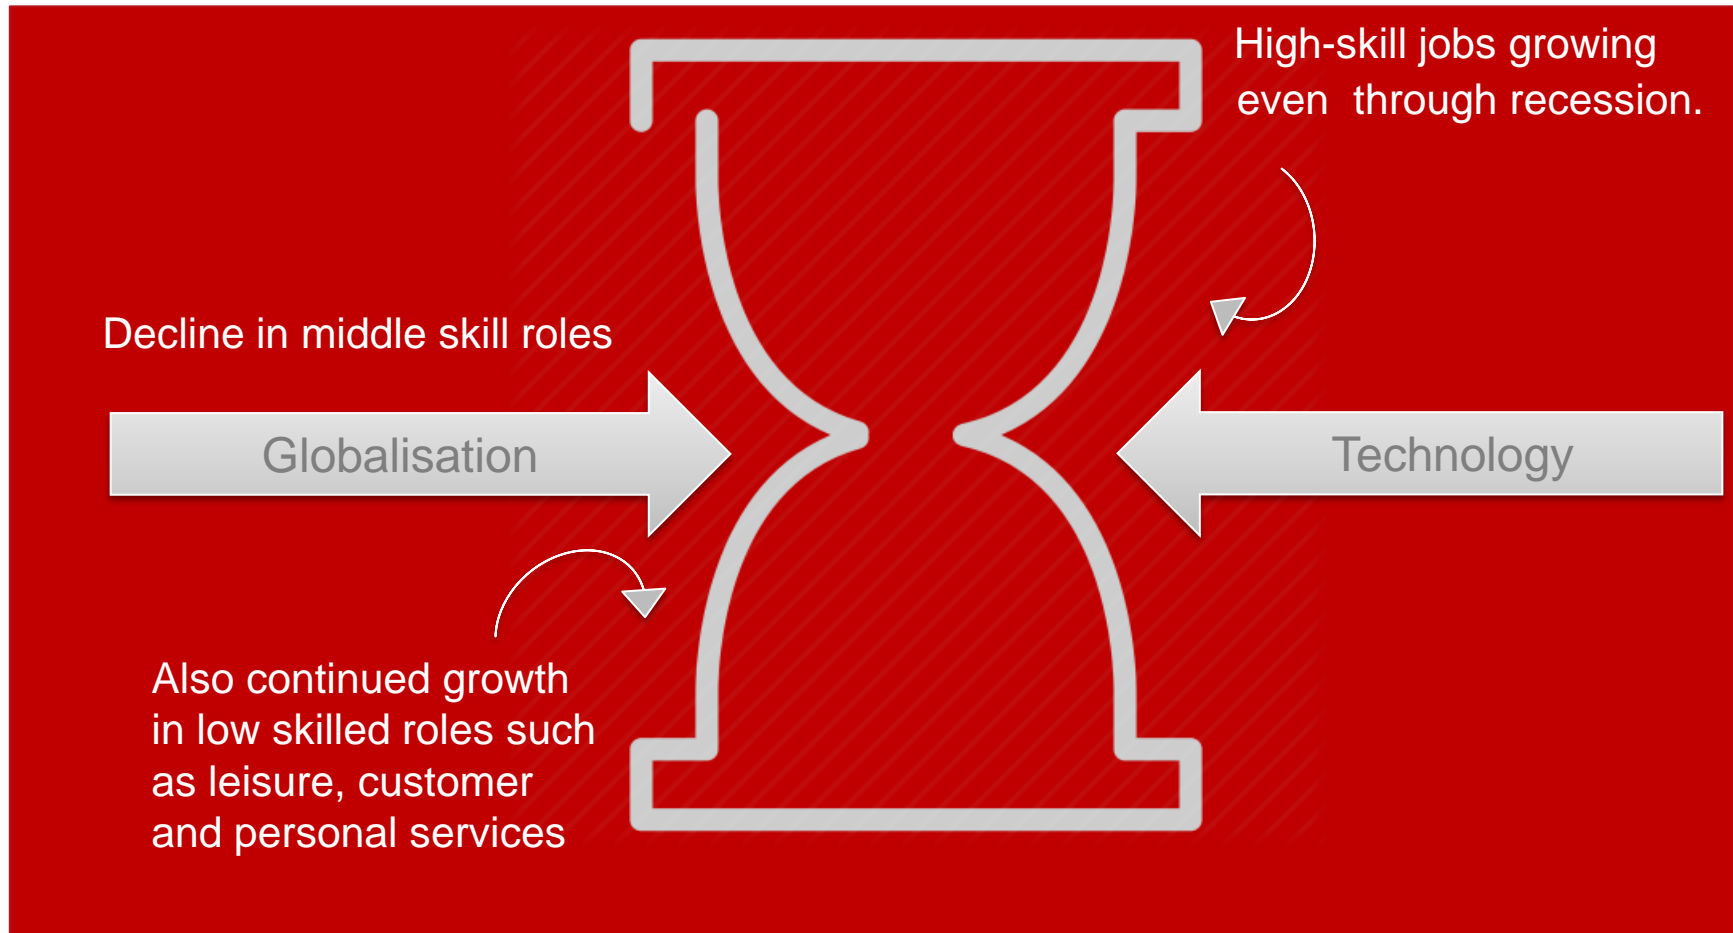 High-skill jobs growing
even  through recession.
Decline in middle skill roles
Globalisation
Technology
Also continued growth
in low skilled roles such
as leisure, customer
and personal services